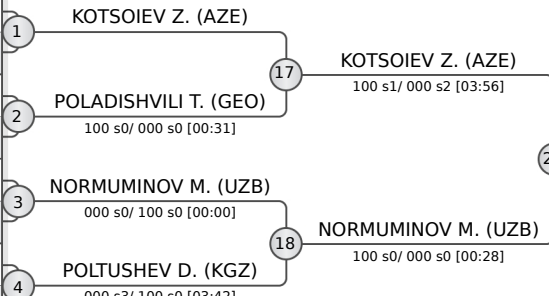 KOTSOIEV Z. (AZE)
1
17
KOTSOIEV Z. (AZE)
100 s1/ 000 s2 [03:56]
2
POLADISHVILI T. (GEO)
100 s0/ 000 s0 [00:31]
2
3
NORMUMINOV M. (UZB)
000 s0/ 100 s0 [00:00]
18
NORMUMINOV M. (UZB)
100 s0/ 000 s0 [00:28]
4
POLTUSHEV D. (KGZ)
000 s3/ 100 s0 [03:42]